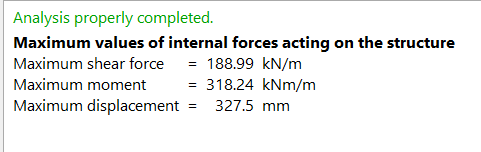 Analysis properly completed.
Maximum values of internal forces acting on the structure
Maximum shear force = 188.99 kN/m
Maximum moment = 318.24 kNm/m
Maximum displacement = 327.5 mm